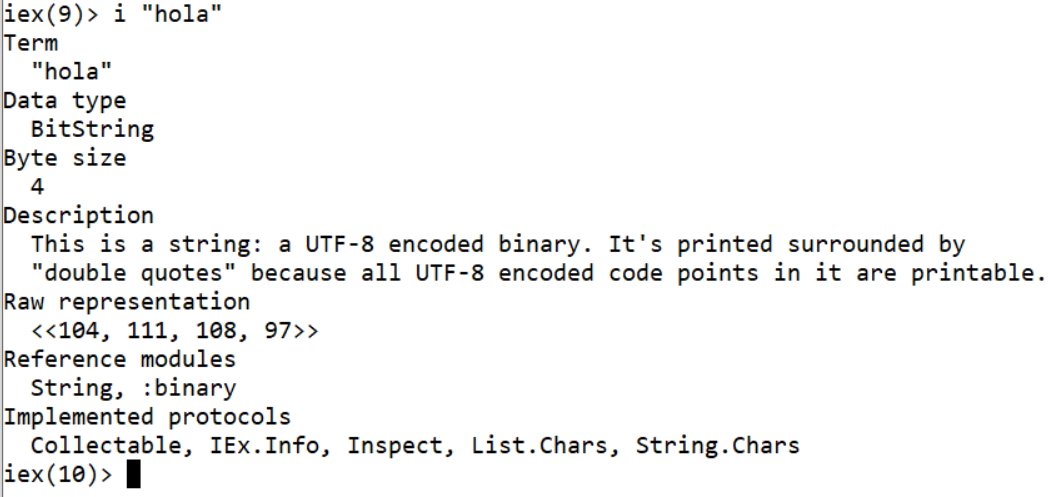 iex(9)> i "hola"
Term
  "hola"
Data type
  BitString
Byte size
  4
Description
  This is a string: a UTF-8 encoded binary. It's printed surrounded by
  "double quotes" because all UTF-8 encoded code points in it are printable.
Raw representation
  <<104, 111, 108, 97>>
Reference modules
  String, :binary
Implemented protocols
  Collectable, IEx.Info, Inspect, List.Chars, String.Chars
iex(10)>